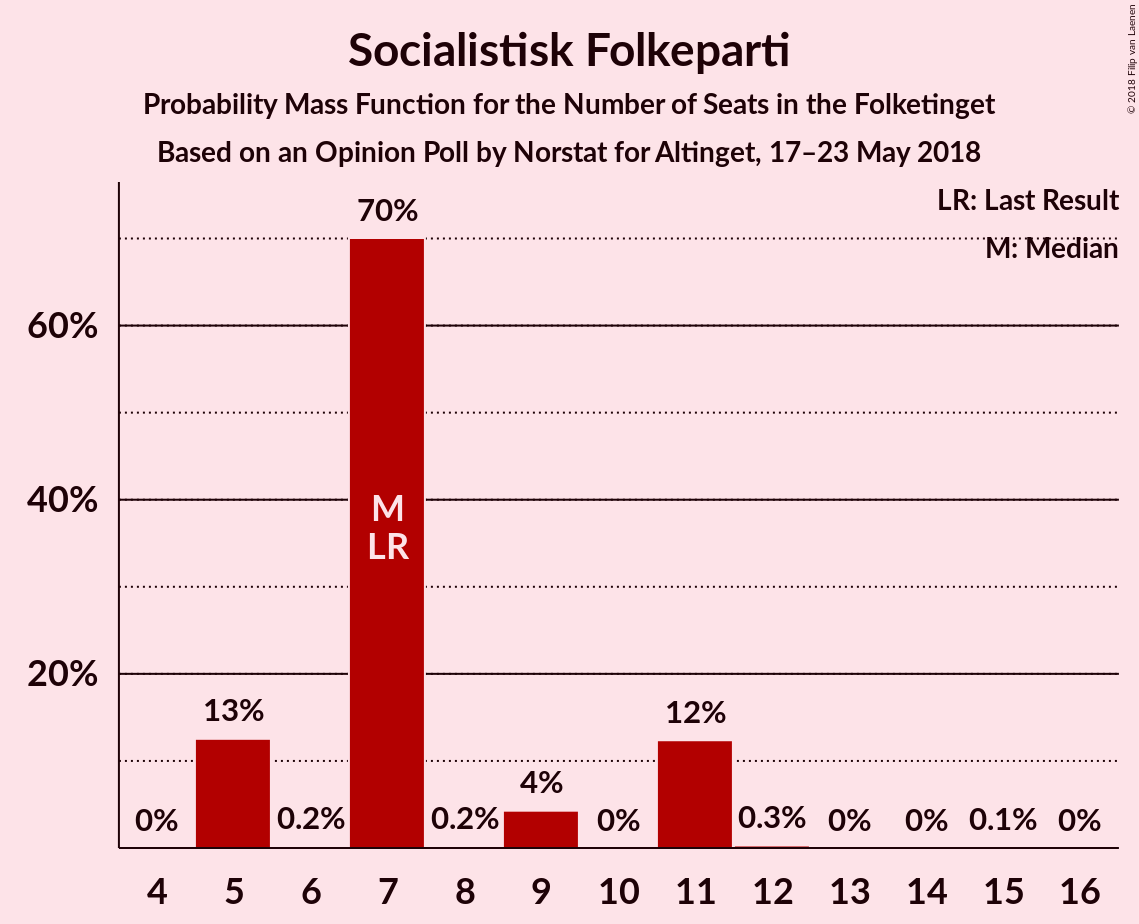 Socialistisk Folkeparti
Probability Mass Function for the Number of Seats in the Folketinget
Based on an Opinion Poll by Norstat for Altinget, 17–23 May 2018
© 2018 Filip van Laenen
LR: Last Result
M: Median
60%
40%
20%
0%
13%
0.2%
70%
M
LR
0.2%
4%
0%
12%
0.3%
0%
0%
0.1%
0%
4 5 6 7 8 9 10 11 12 13 14 15 16